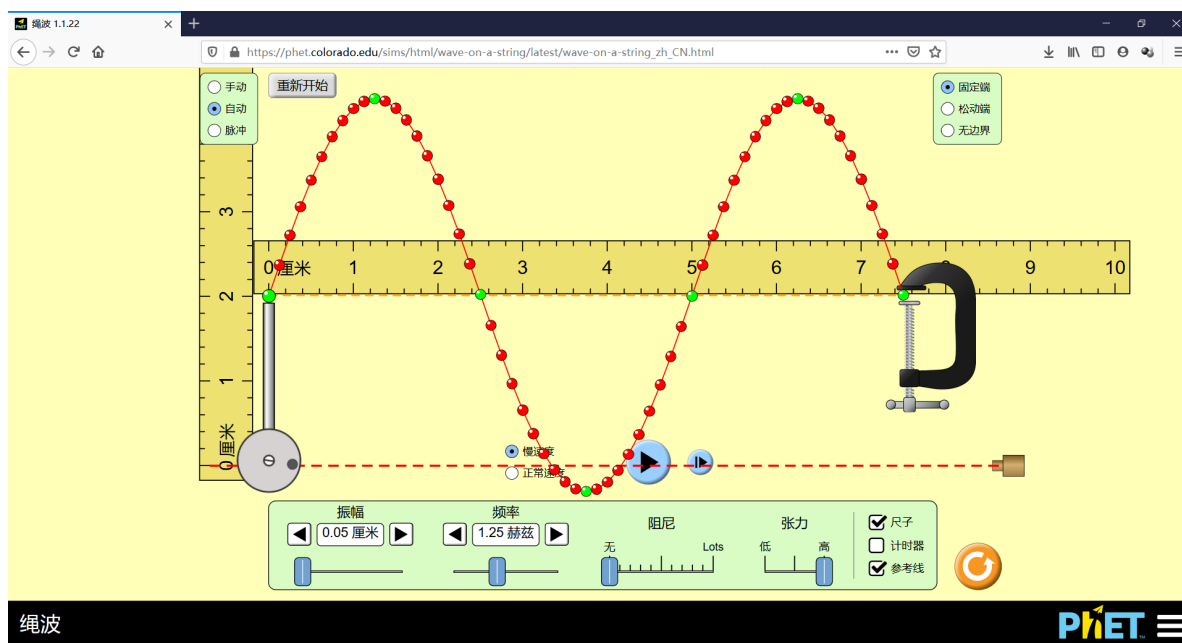 绳波 1.1.22
https://phet.colorado.edu/sims/html/wave-on-a-string/latest/wave-on-a-string_zh_CN.html
手动
自动
脉冲
重新开始
固定端
松动端
无边界
3
2
1
0 厘米
0 厘米 1 2 3 4 5 6 7 8 9 10
慢速度
正常速度
振幅
0.05 厘米
频率
1.25 赫兹
阻尼
无 Lots
张力
低 高
尺子
计时器
参考线
绳波
PhET